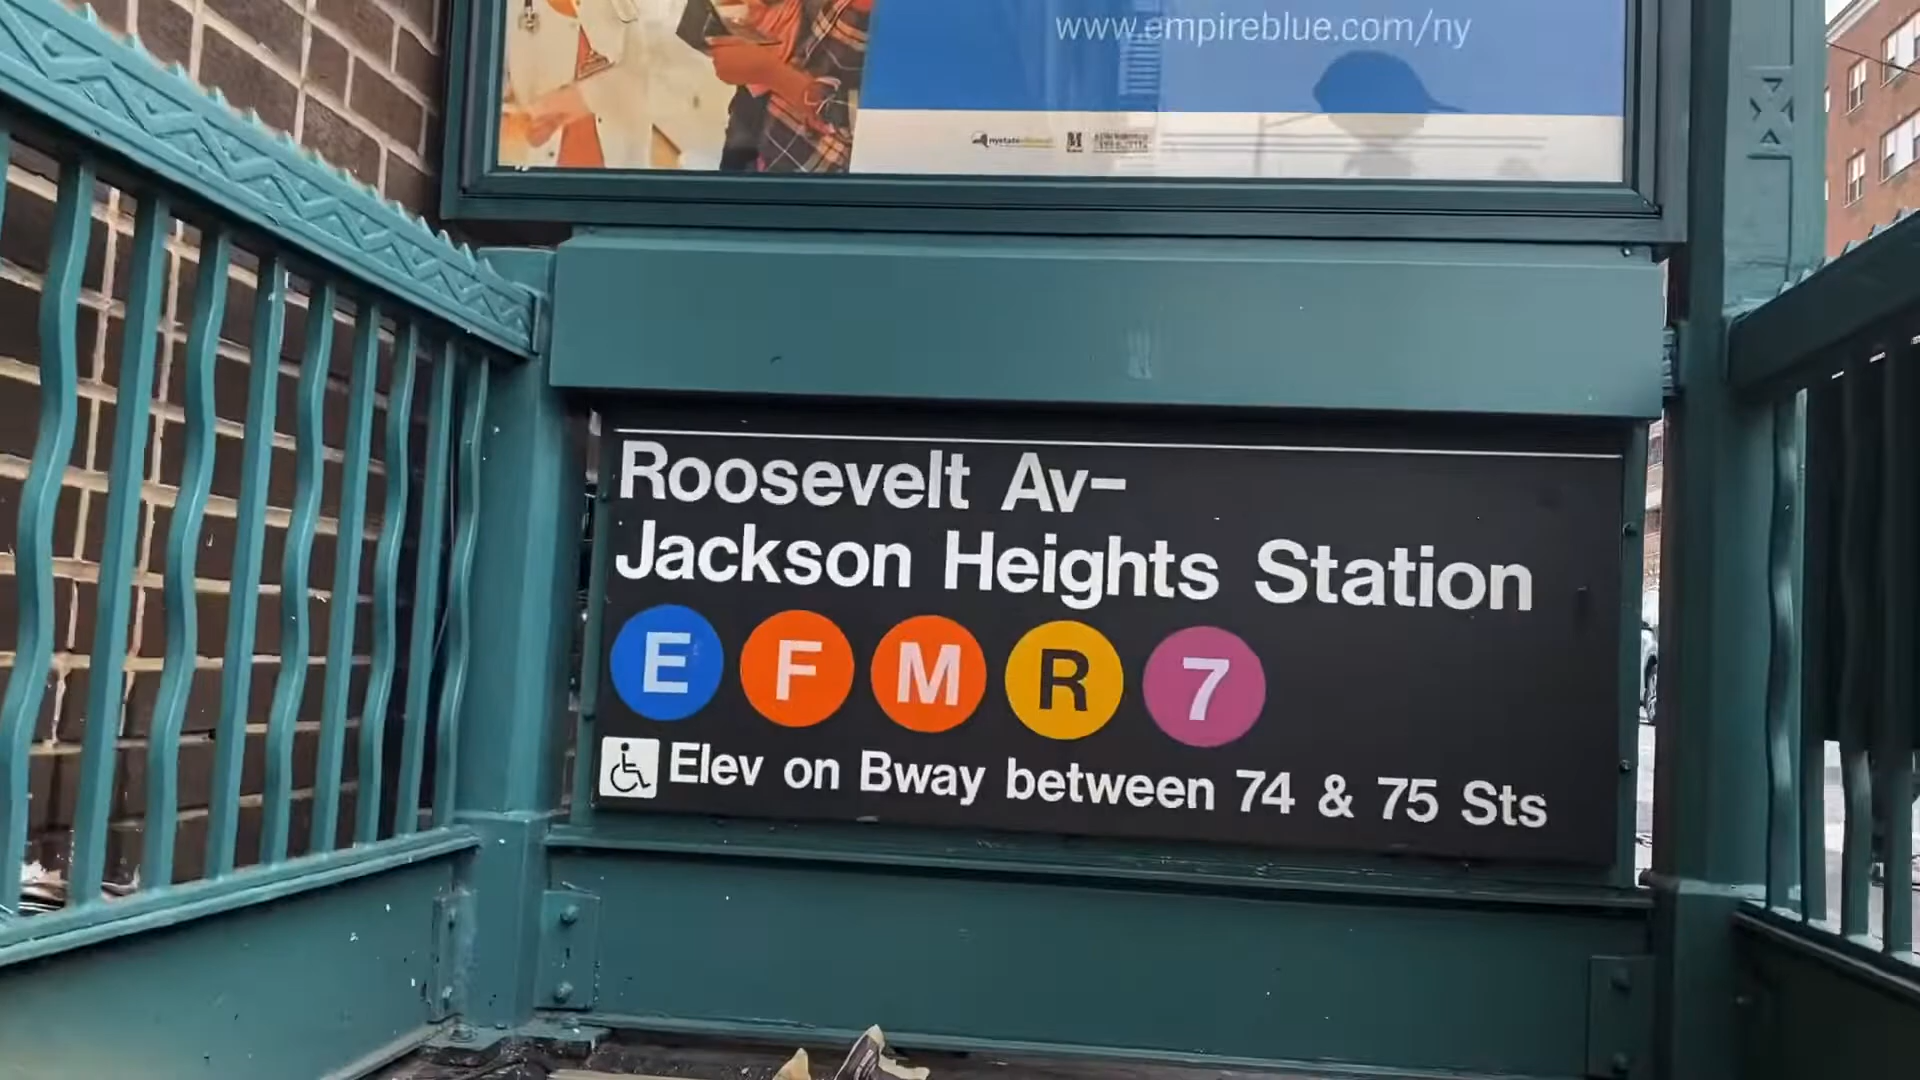 www.empireblue.com/ny
Roosevelt Av–
Jackson Heights Station
E F M R 7
Elev on Bway between 74 & 75 Sts